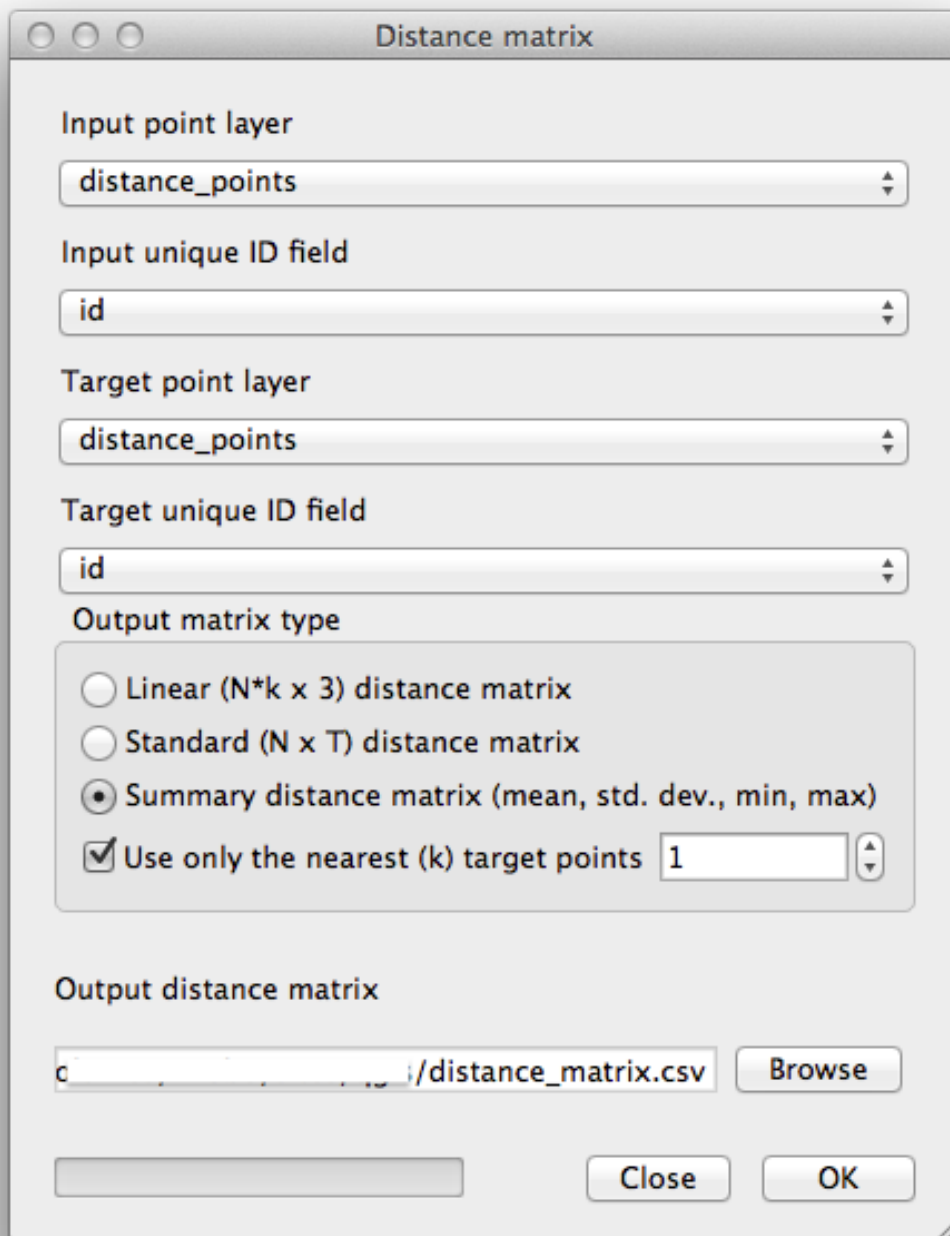 Distance matrix
Input point layer
distance_points
Input unique ID field
id
Target point layer
distance_points
Target unique ID field
id
Output matrix type
Linear (N*k x 3) distance matrix
Standard (N x T) distance matrix
Summary distance matrix (mean, std. dev., min, max)
Use only the nearest (k) target points 1
Output distance matrix
/distance_matrix.csv Browse
Close OK